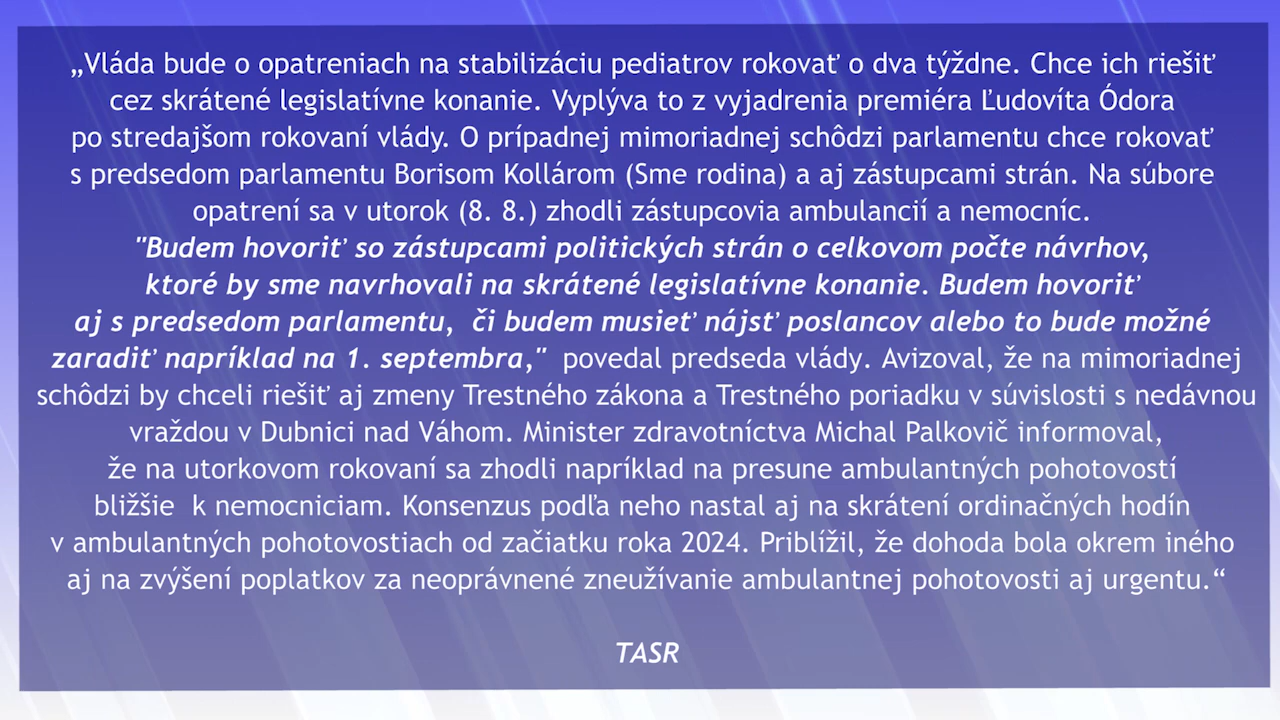 „Vláda bude o opatreniach na stabilizáciu pediatrov rokovať o dva týždne. Chce ich riešiť
cez skrátené legislatívne konanie. Vyplýva to z vyjadrenia premiéra Ľudovíta Ódora
po stredajšom rokovaní vlády. O prípadnej mimoriadnej schôdzi parlamentu chce rokovať
s predsedom parlamentu Borisom Kollárom (Sme rodina) a aj zástupcami strán. Na súbore
opatrení sa v utorok (8. 8.) zhodli zástupcovia ambulancií a nemocníc.
"Budem hovoriť so zástupcami politických strán o celkovom počte návrhov,
ktoré by sme navrhovali na skrátené legislatívne konanie. Budem hovoriť
aj s predsedom parlamentu,  či budem musieť nájsť poslancov alebo to bude možné
zaradiť napríklad na 1. septembra,"  povedal predseda vlády. Avizoval, že na mimoriadnej
schôdzi by chceli riešiť aj zmeny Trestného zákona a Trestného poriadku v súvislosti s nedávnou
vraždou v Dubnici nad Váhom. Minister zdravotníctva Michal Palkovič informoval,
že na utorkovom rokovaní sa zhodli napríklad na presune ambulantných pohotovostí
bližšie  k nemocniciam. Konsenzus podľa neho nastal aj na skrátení ordinačných hodín
v ambulantných pohotovostiach od začiatku roka 2024. Priblížil, že dohoda bola okrem iného
aj na zvýšení poplatkov za neoprávnené zneužívanie ambulantnej pohotovosti aj urgentu.“
TASR